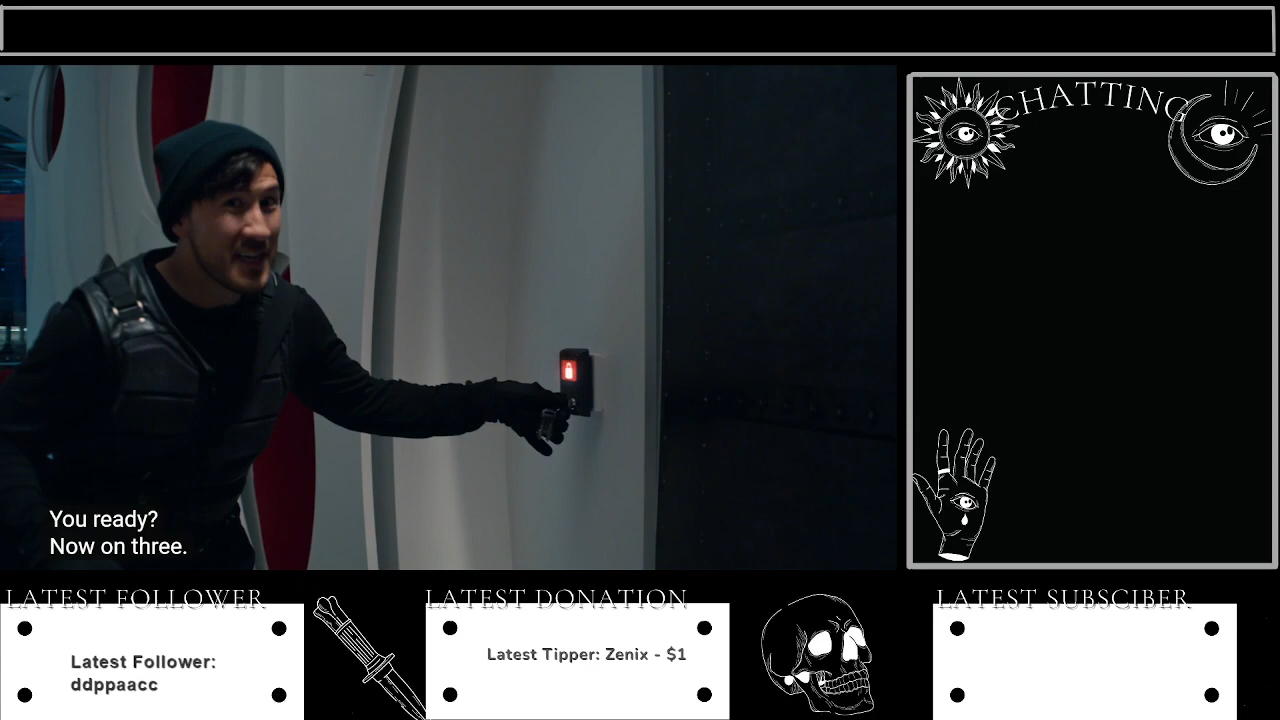 CHATTING
You ready?
Now on three.
LATEST FOLLOWER
Latest Follower:
ddppaacc
LATEST DONATION
Latest Tipper: Zenix - $1
LATEST SUBSCIBER